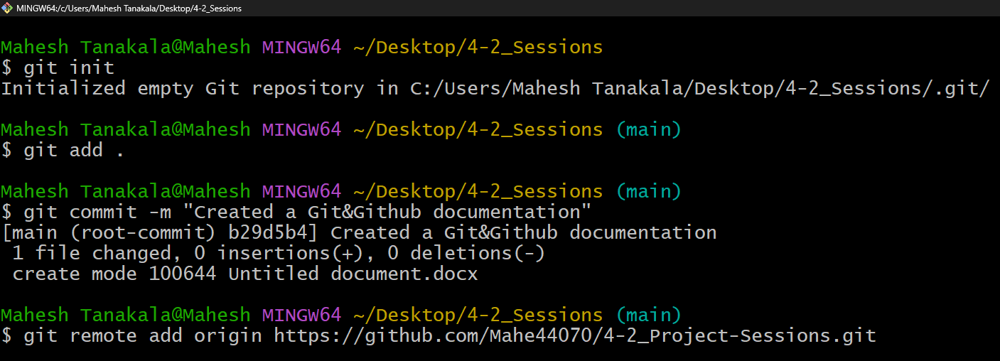 MINGW64:/c/Users/Mahesh Tanakala/Desktop/4-2_Sessions
Mahesh Tanakala@Mahesh MINGW64 ~/Desktop/4-2_Sessions
$ git init
Initialized empty Git repository in C:/Users/Mahesh Tanakala/Desktop/4-2_Sessions/.git/
Mahesh Tanakala@Mahesh MINGW64 ~/Desktop/4-2_Sessions (main)
$ git add .
Mahesh Tanakala@Mahesh MINGW64 ~/Desktop/4-2_Sessions (main)
$ git commit -m "Created a Git&Github documentation"
[main (root-commit) b29d5b4] Created a Git&Github documentation
1 file changed, 0 insertions(+), 0 deletions(-)
create mode 100644 Untitled document.docx
Mahesh Tanakala@Mahesh MINGW64 ~/Desktop/4-2_Sessions (main)
$ git remote add origin https://github.com/Mahe44070/4-2_Project-Sessions.git